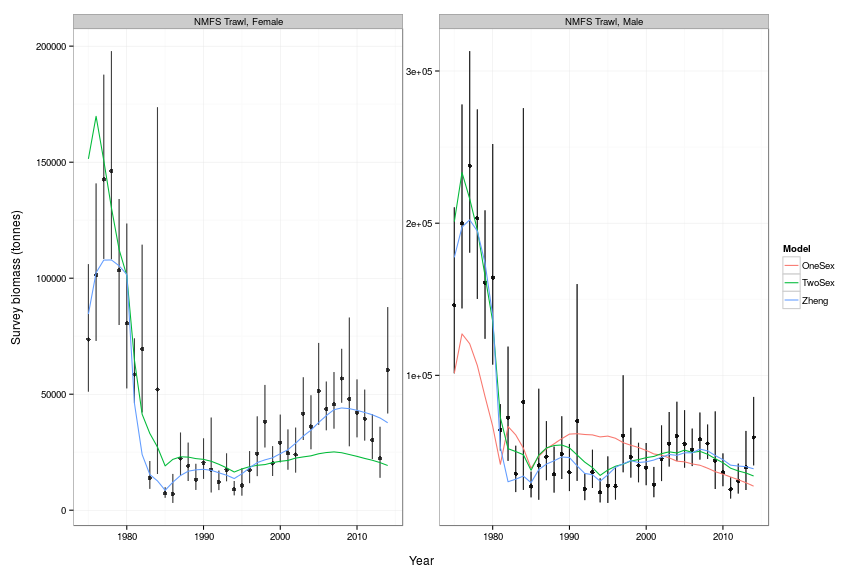 NMFS Trawl, Female
NMFS Trawl, Male
200000
150000
100000
50000
0
3e+05
2e+05
1e+05
1980
1990
2000
2010
1980
1990
2000
2010
Survey biomass (tonnes)
Year
Model
OneSex
TwoSex
Zheng